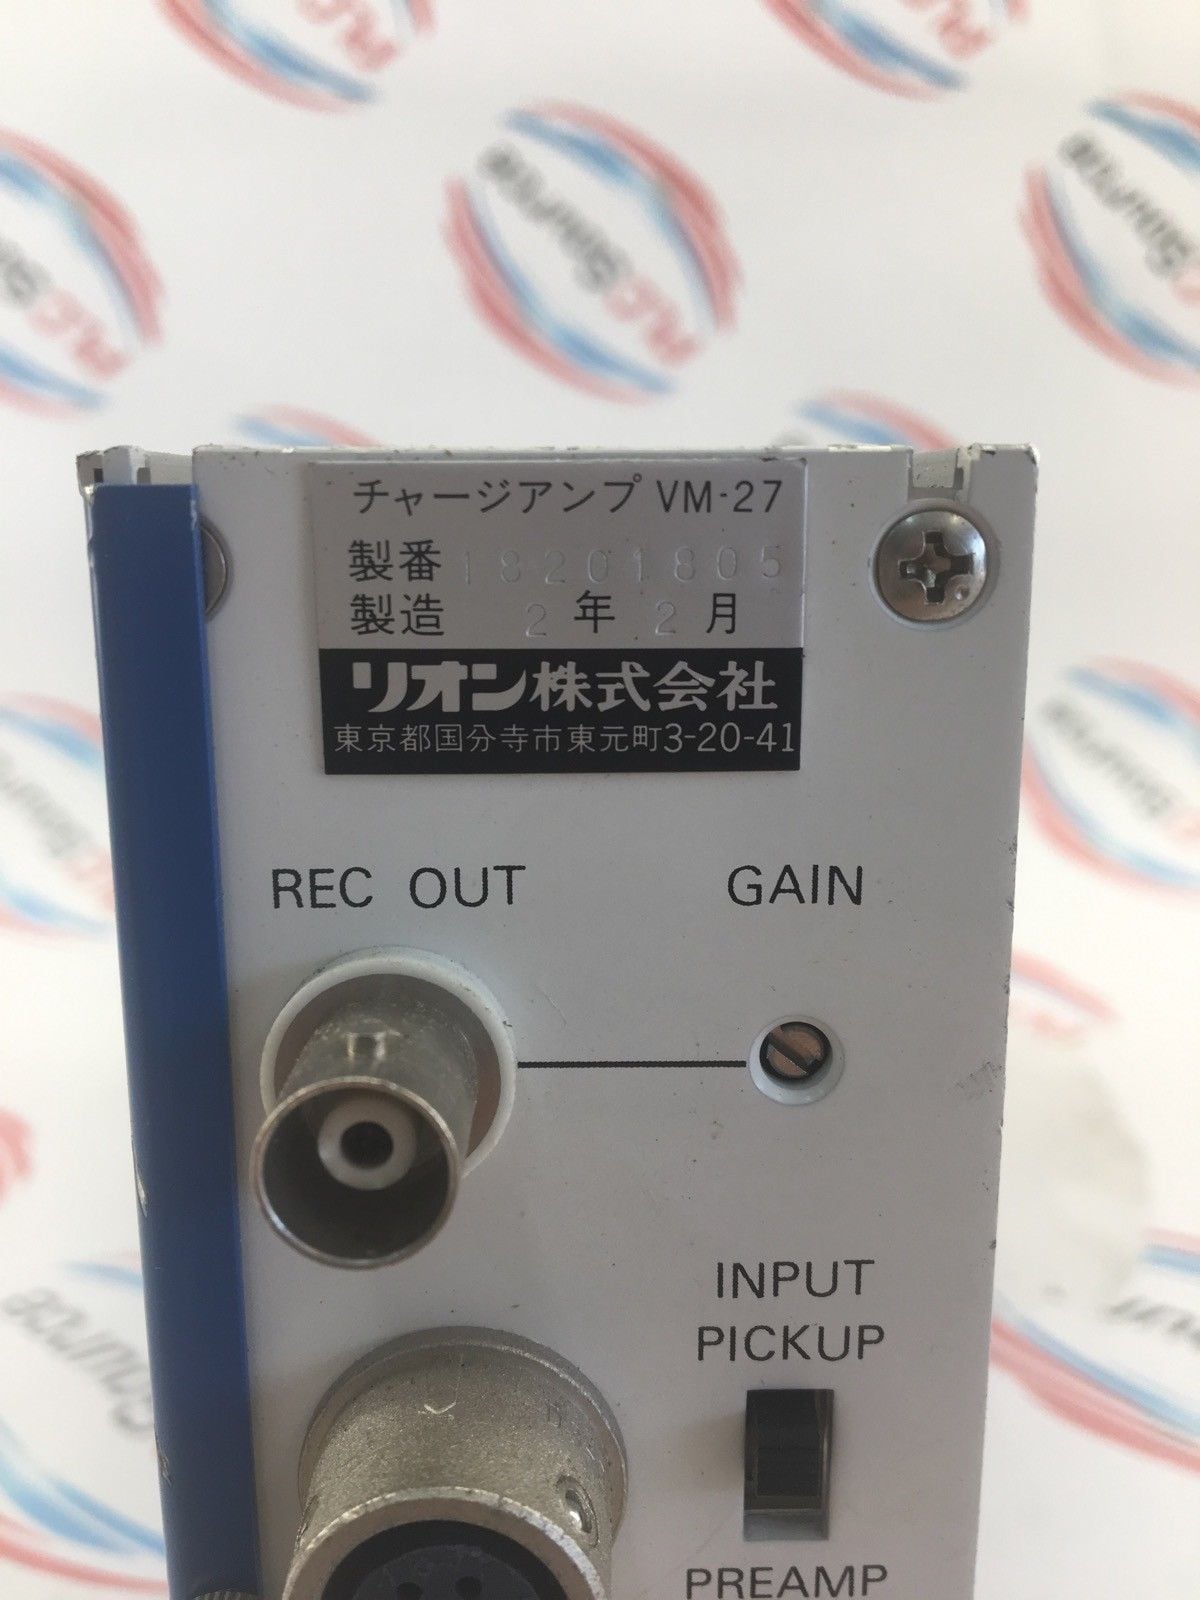 チャージアンプ VM-27
製番 18201805
製造 2 年 2 月
リオン株式会社
東京都国分寺市東元町3-20-41
REC OUT
GAIN
INPUT
PICKUP
PREAMP